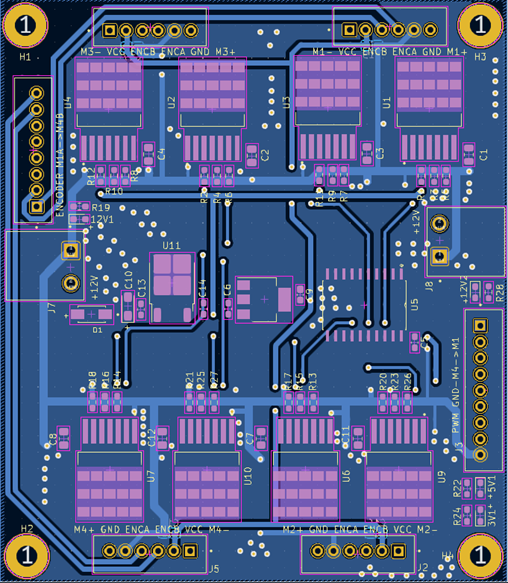 1
1
H1
H3
M3- VCC ENCB ENCA GND M3+
M1- VCC ENCB ENCA GND M1+
U4
U2
U3
U1
C4
C2
C3
C1
ENCODER M1A->M4B
R12
R10
R4
R6
R9
R7
R19
12V1
+12V
U11
C10
C13
C14
C6
C9
U5
J7
+12V
D1
J8
+12V2
R28
R18
R16
R14
R21
R25
R27
R17
R13
R20
R23
R26
PWM GND-M4->M1
J3
C8
C12
C7
C11
U7
U10
U6
U9
R22
+5V1
R24
3V1+
H2
M4+ GND ENCA ENCB VCC M4-
M2+ GND ENCA ENCB VCC M2-
H4
1
J5
J2
1